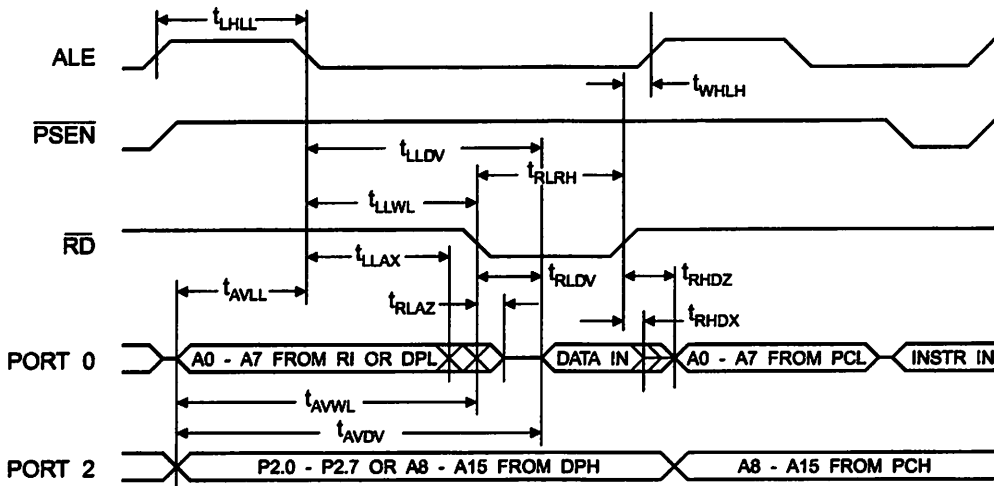 tLHLL
ALE
tWHLH
PSEN
tLLDV
tRLRH
tLLWL
RD
tLLAX
tRLDV
tRHDZ
tAVLL
tRLAZ
tRHDX
PORT 0
A0 - A7 FROM RI OR DPL
DATA IN
A0 - A7 FROM PCL
INSTR IN
tAVWL
tAVDV
PORT 2
P2.0 - P2.7 OR A8 - A15 FROM DPH
A8 - A15 FROM PCH